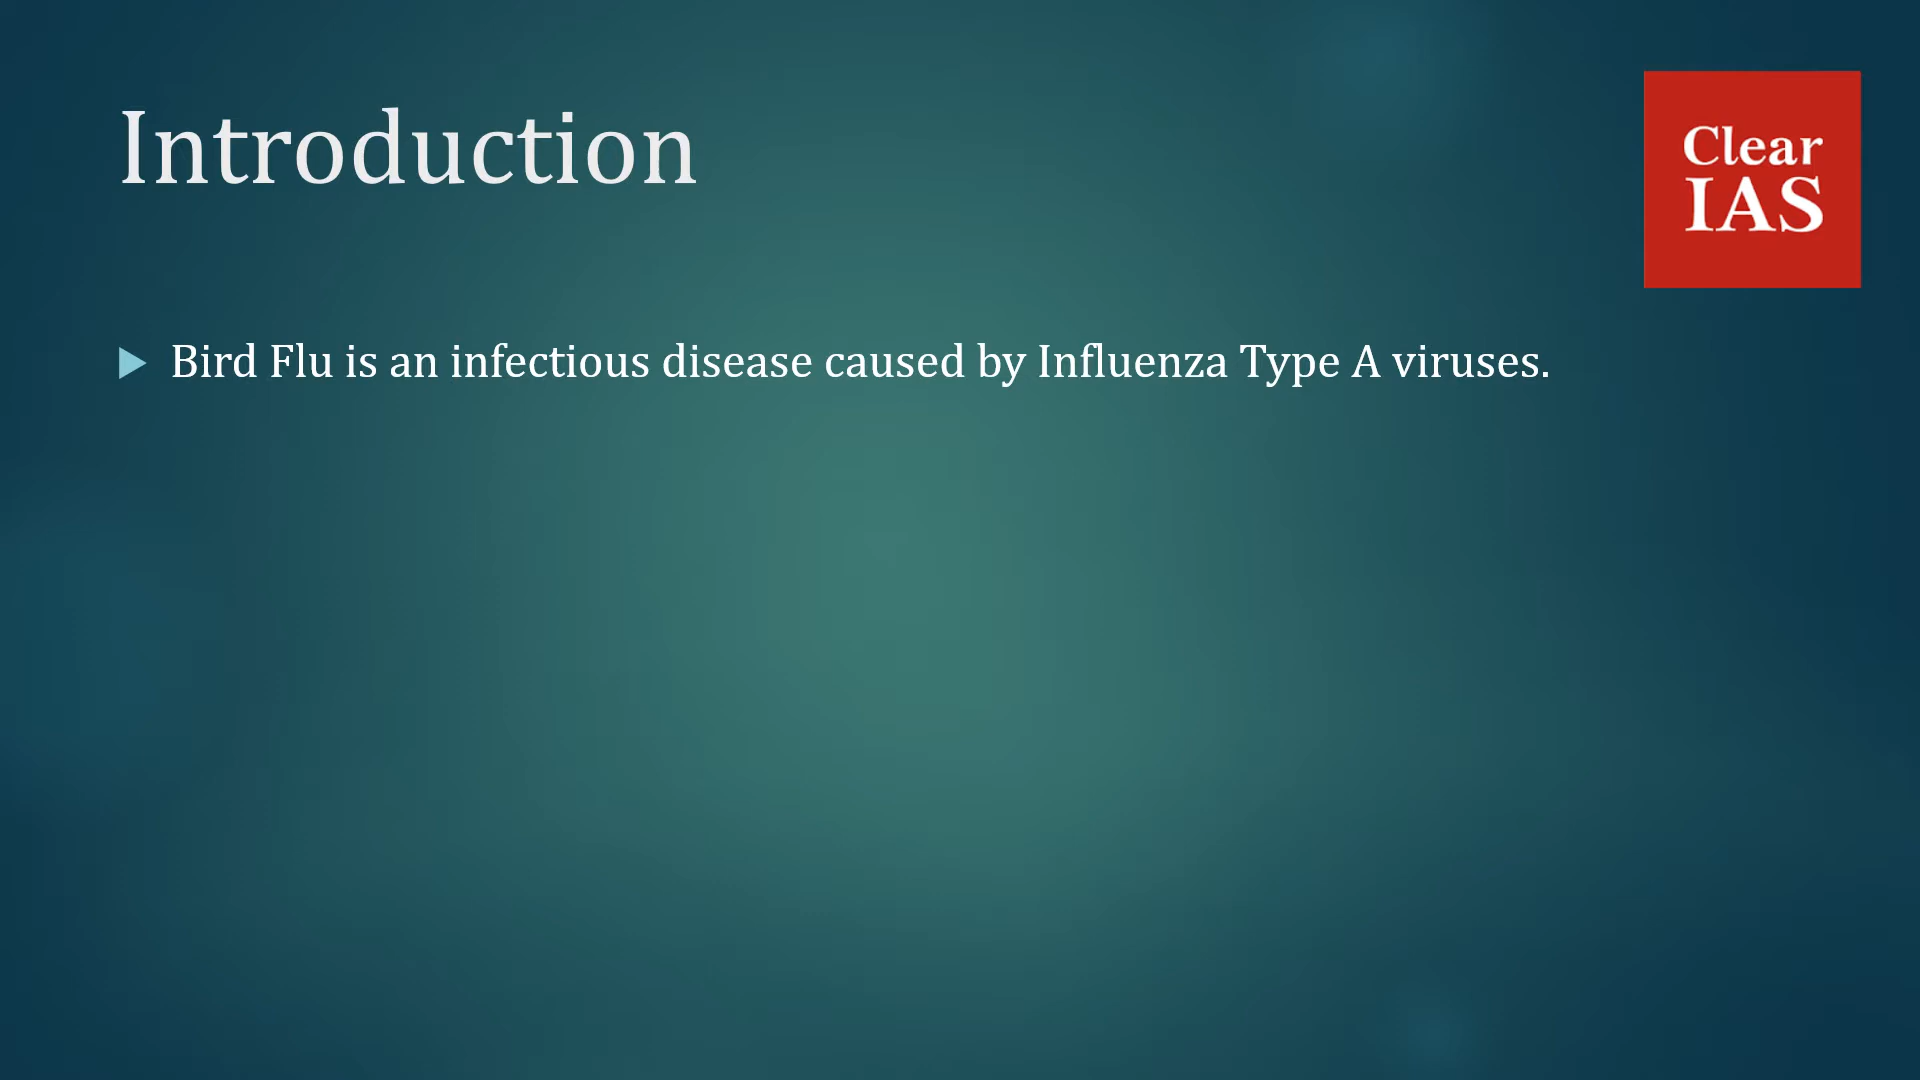 Introduction
Clear
IAS
Bird Flu is an infectious disease caused by Influenza Type A viruses.